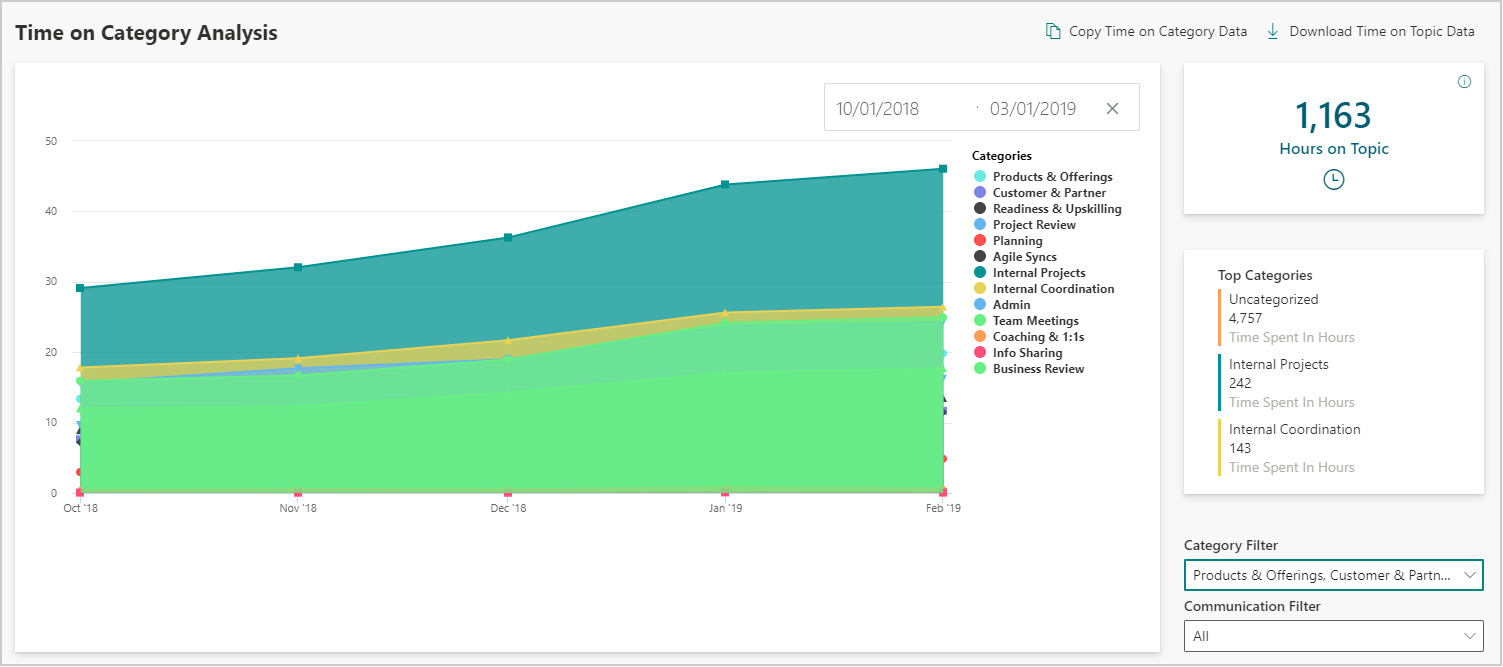 Time on Category Analysis
Copy Time on Category Data
Download Time on Topic Data
10/01/2018 · 03/01/2019
50
40
30
20
10
0
Oct '18
Nov '18
Dec '18
Jan '19
Feb '19
Categories
Products & Offerings
Customer & Partner
Readiness & Upskilling
Project Review
Planning
Agile Syncs
Internal Projects
Internal Coordination
Admin
Team Meetings
Coaching & 1:1s
Info Sharing
Business Review
1,163
Hours on Topic
Top Categories
Uncategorized
4,757
Time Spent In Hours
Internal Projects
242
Time Spent In Hours
Internal Coordination
143
Time Spent In Hours
Category Filter
Products & Offerings, Customer & Partn...
Communication Filter
All